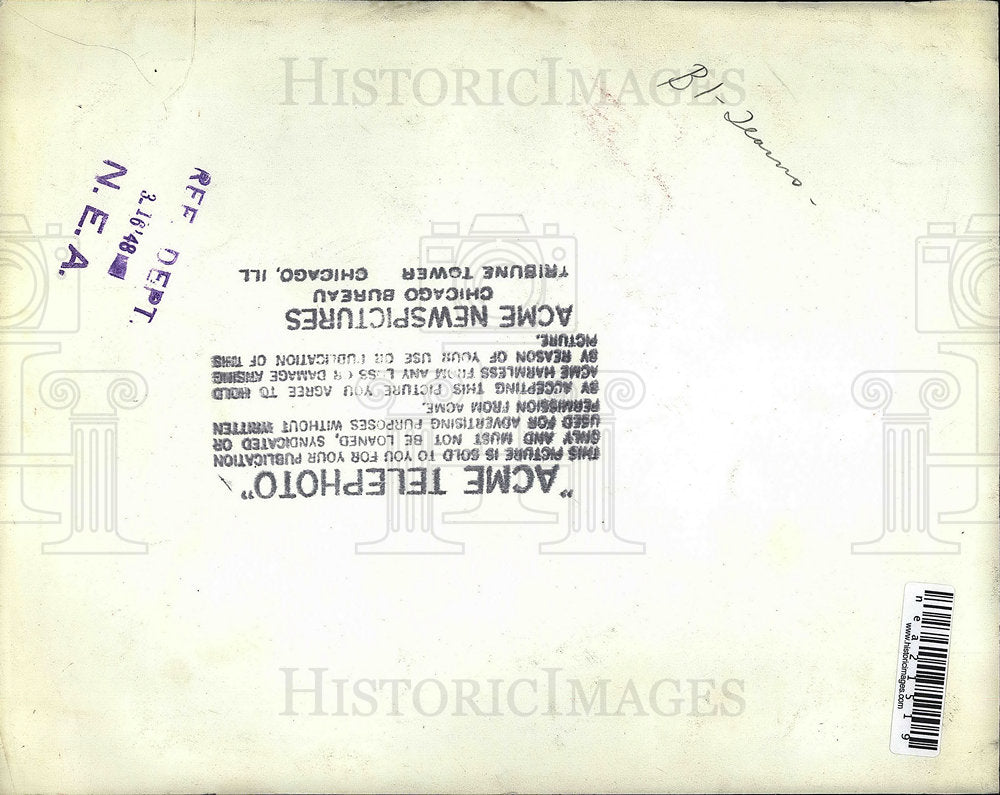 HISTORICIMAGES
B1-Teams.
REF DEPT.
3-16'48
N.E.A.
"ACME TELEPHOTO"
THIS PICTURE IS SOLD TO YOU FOR YOUR PUBLICATION
ONLY AND MUST NOT BE LOANED, SYNDICATED OR
USED FOR ADVERTISING PURPOSES WITHOUT WRITTEN
PERMISSION FROM ACME.
BY ACCEPTING THIS PICTURE YOU AGREE TO HOLD
ACME HARMLESS FROM ANY LOSS OR DAMAGE ARISING
BY REASON OF YOUR USE OR PUBLICATION OF THIS
PICTURE.
ACME NEWSPICTURES
CHICAGO BUREAU
TRIBUNE TOWER CHICAGO, ILL
www.historicimages.com
nea21519
HISTORICIMAGES